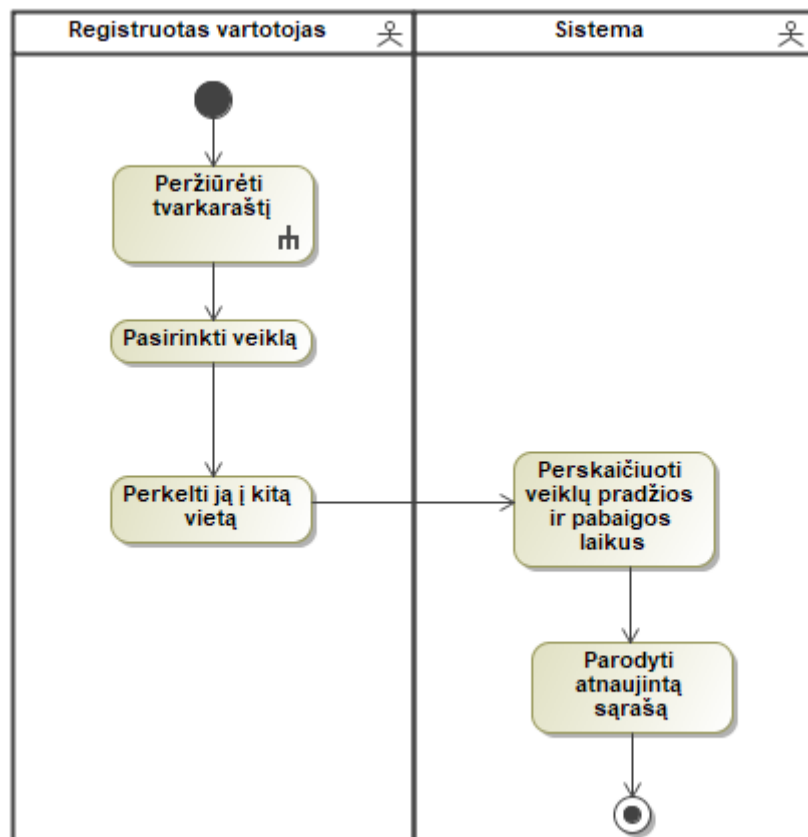 Registruotas vartotojas
Sistema
Peržiūrėti
tvarkaraštį
Pasirinkti veiklą
Perkelti ją į kitą
vietą
Perskaičiuoti
veiklų pradžios
ir pabaigos
laikus
Parodyti
atnaujintą
sąrašą